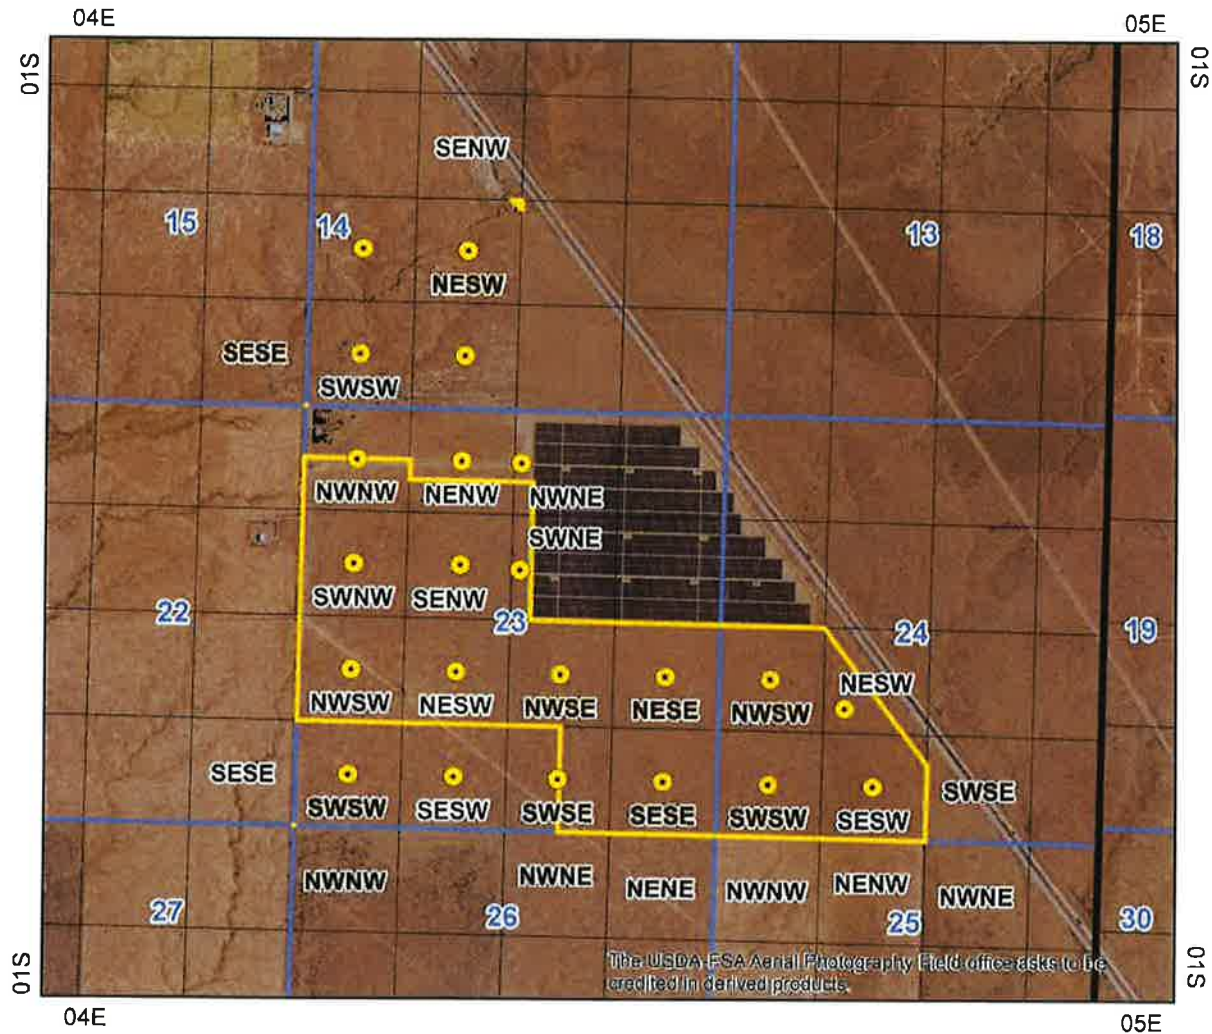 04E
05E
01S
01S
SENW
15
14
13
18
NESW
SESE
SWSW
NWNW
NENW
NWNE
SWNE
SWNW
SENW
22
23
24
19
NESW
NWSW
NESW
NWSE
NESE
NWSW
SESE
SWSE
SWSW
SESW
SWSE
SESE
SWSW
SESW
NWNW
NWNE
NENE
NWNW
NENW
NWNE
27
26
25
30
The USDA-FSA Aerial Photography Field office asks to be
credited in derived products.
01S
01S
04E
05E